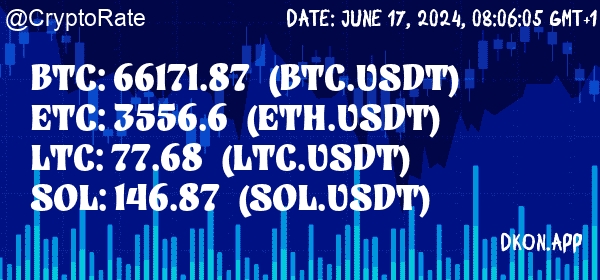 @CryptoRate
DATE: JUNE 17, 2024, 08:06:05 GMT+1
BTC: 66171.87 (BTC.USDT)
ETC: 3556.6 (ETH.USDT)
LTC: 77.68 (LTC.USDT)
SOL: 146.87 (SOL.USDT)
DKON.APP